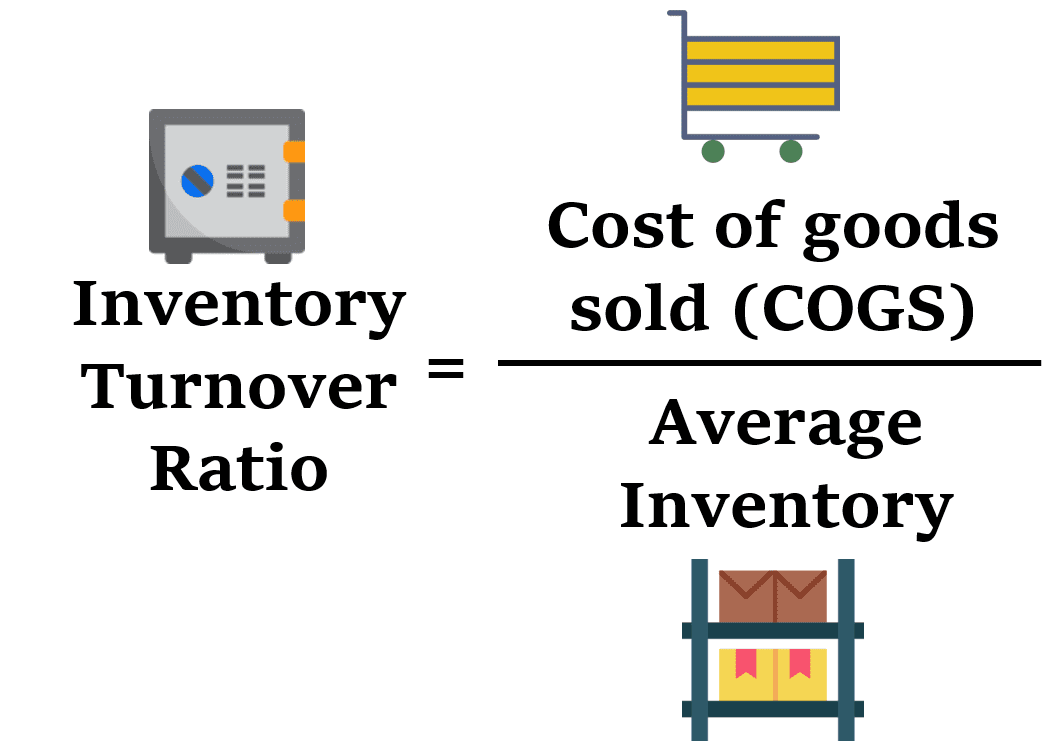 Inventory
Turnover
Ratio
=
Cost of goods
sold (COGS)
Average
Inventory